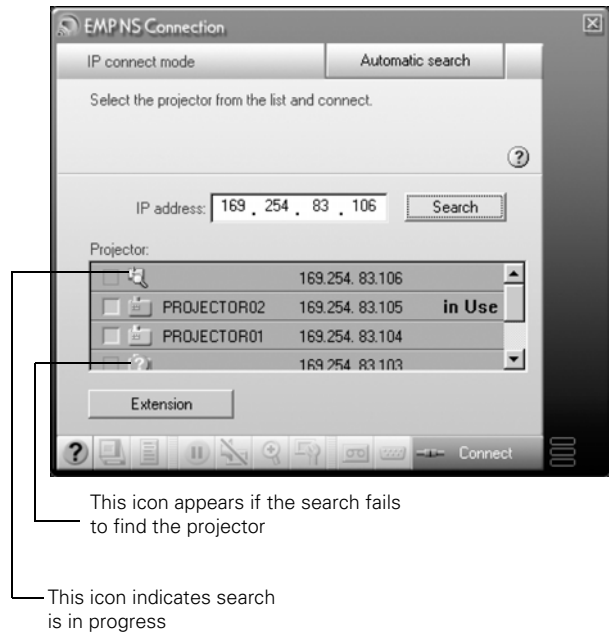 EMP NS Connection
IP connect mode Automatic search
Select the projector from the list and connect.
?
IP address: 169 . 254 . 83 . 106 Search
Projector:
169.254. 83.106
PROJECTOR02 169.254. 83.105 in Use
PROJECTOR01 169.254. 83.104
169.254. 83.103
Extension
? Connect
This icon appears if the search fails
to find the projector
This icon indicates search
is in progress